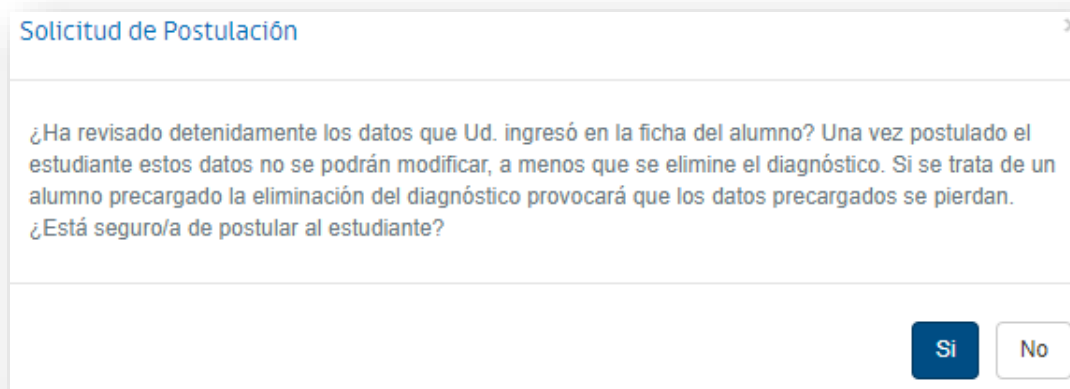 Solicitud de Postulación
¿Ha revisado detenidamente los datos que Ud. ingresó en la ficha del alumno? Una vez postulado el
estudiante estos datos no se podrán modificar, a menos que se elimine el diagnóstico. Si se trata de un
alumno precargado la eliminación del diagnóstico provocará que los datos precargados se pierdan.
¿Está seguro/a de postular al estudiante?
Si No